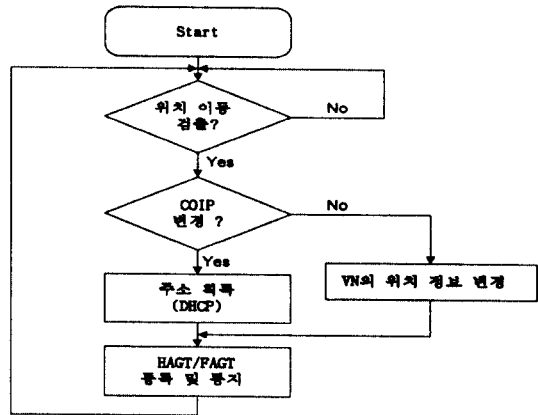 Start
위치 이동
검출?
No
Yes
COIP
변경 ?
No
Yes
주소 획득
(DHCP)
VN의 위치 정보 변경
HAGT/FAGT
등록 및 통지